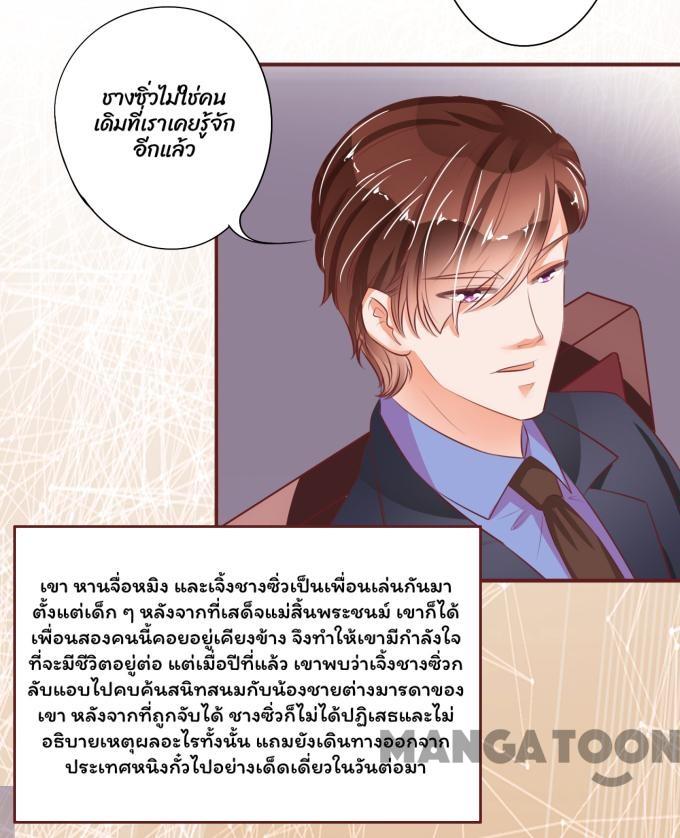 ชางซิ่วไม่ใช่คน
เดิมที่เราเคยรู้จัก
อีกแล้ว
เขา หานจื่อหมิง และเจิ้งชางซิ่วเป็นเพื่อนเล่นกันมา
ตั้งแต่เด็ก ๆ หลังจากที่เสด็จแม่สิ้นพระชนม์ เขาก็ได้
เพื่อนสองคนนี้คอยอยู่เคียงข้าง จึงทำให้เขามีกำลังใจ
ที่จะมีชีวิตอยู่ต่อ แต่เมื่อปีที่แล้ว เขาพบว่าเจิ้งชางซิ่วก
ลับแอบไปคบค้นสนิทสนมกับน้องชายต่างมารดาของ
เขา หลังจากที่ถูกจับได้ ชางซิ่วก็ไม่ได้ปฏิเสธและไม่
อธิบายเหตุผลอะไรทั้งนั้น แถมยังเดินทางออกจาก
ประเทศหนิงกั๋วไปอย่างเด็ดเดี่ยวในวันต่อมา
MANGATOON